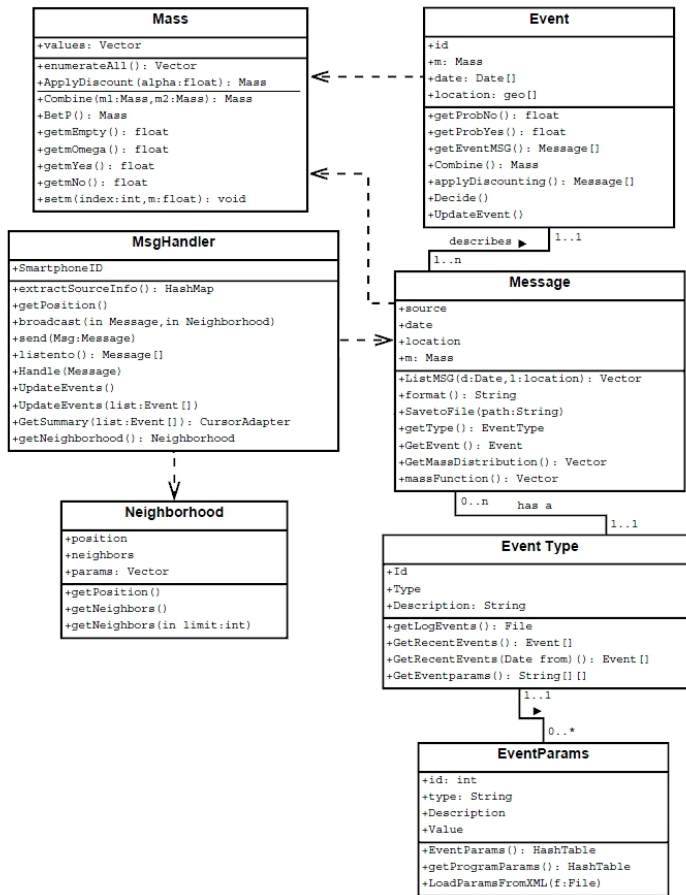 Mass
+values: Vector
+enumerateAll(): Vector
+ApplyDiscount(alpha:float): Mass
+Combine(m1:Mass,m2:Mass): Mass
+BetP(): Mass
+getmEmpty(): float
+getmOmega(): float
+getmYes(): float
+getmNo(): float
+setm(index:int,m:float): void
Event
+id
+m: Mass
+date: Date[]
+location: geo[]
+getProbNo(): float
+getProbYes(): float
+getEventMSG(): Message[]
+Combine(): Mass
+applyDiscounting(): Message[]
+Decide()
+UpdateEvent()
describes
1..1
1..n
MsgHandler
+SmartphoneID
+extractSourceInfo(): HashMap
+getPosition()
+broadcast(in Message,in Neighborhood)
+send(Msg:Message)
+listento(): Message[]
+Handle(Message)
+UpdateEvents()
+UpdateEvents(list:Event[])
+GetSummary(list:Event[]): CursorAdapter
+getNeighborhood(): Neighborhood
Message
+source
+date
+location
+m: Mass
+ListMSG(d:Date,l:location): Vector
+format(): String
+SavetoFile(path:String)
+getType(): EventType
+GetEvent(): Event
+GetMassDistribution(): Vector
+massFunction(): Vector
0..n
has a
1..1
Neighborhood
+position
+neighbors
+params: Vector
+getPosition()
+getNeighbors()
+getNeighbors(in limit:int)
Event Type
+Id
+Type
+Description: String
+getLogEvents(): File
+GetRecentEvents(): Event[]
+GetRecentEvents(Date from)(): Event[]
+GetEventparams(): String[][]
1..1
0..*
EventParams
+id: int
+type: String
+Description
+Value
+EventParams(): HashTable
+getProgramParams(): HashTable
+LoadParamsFromXML(f:File)